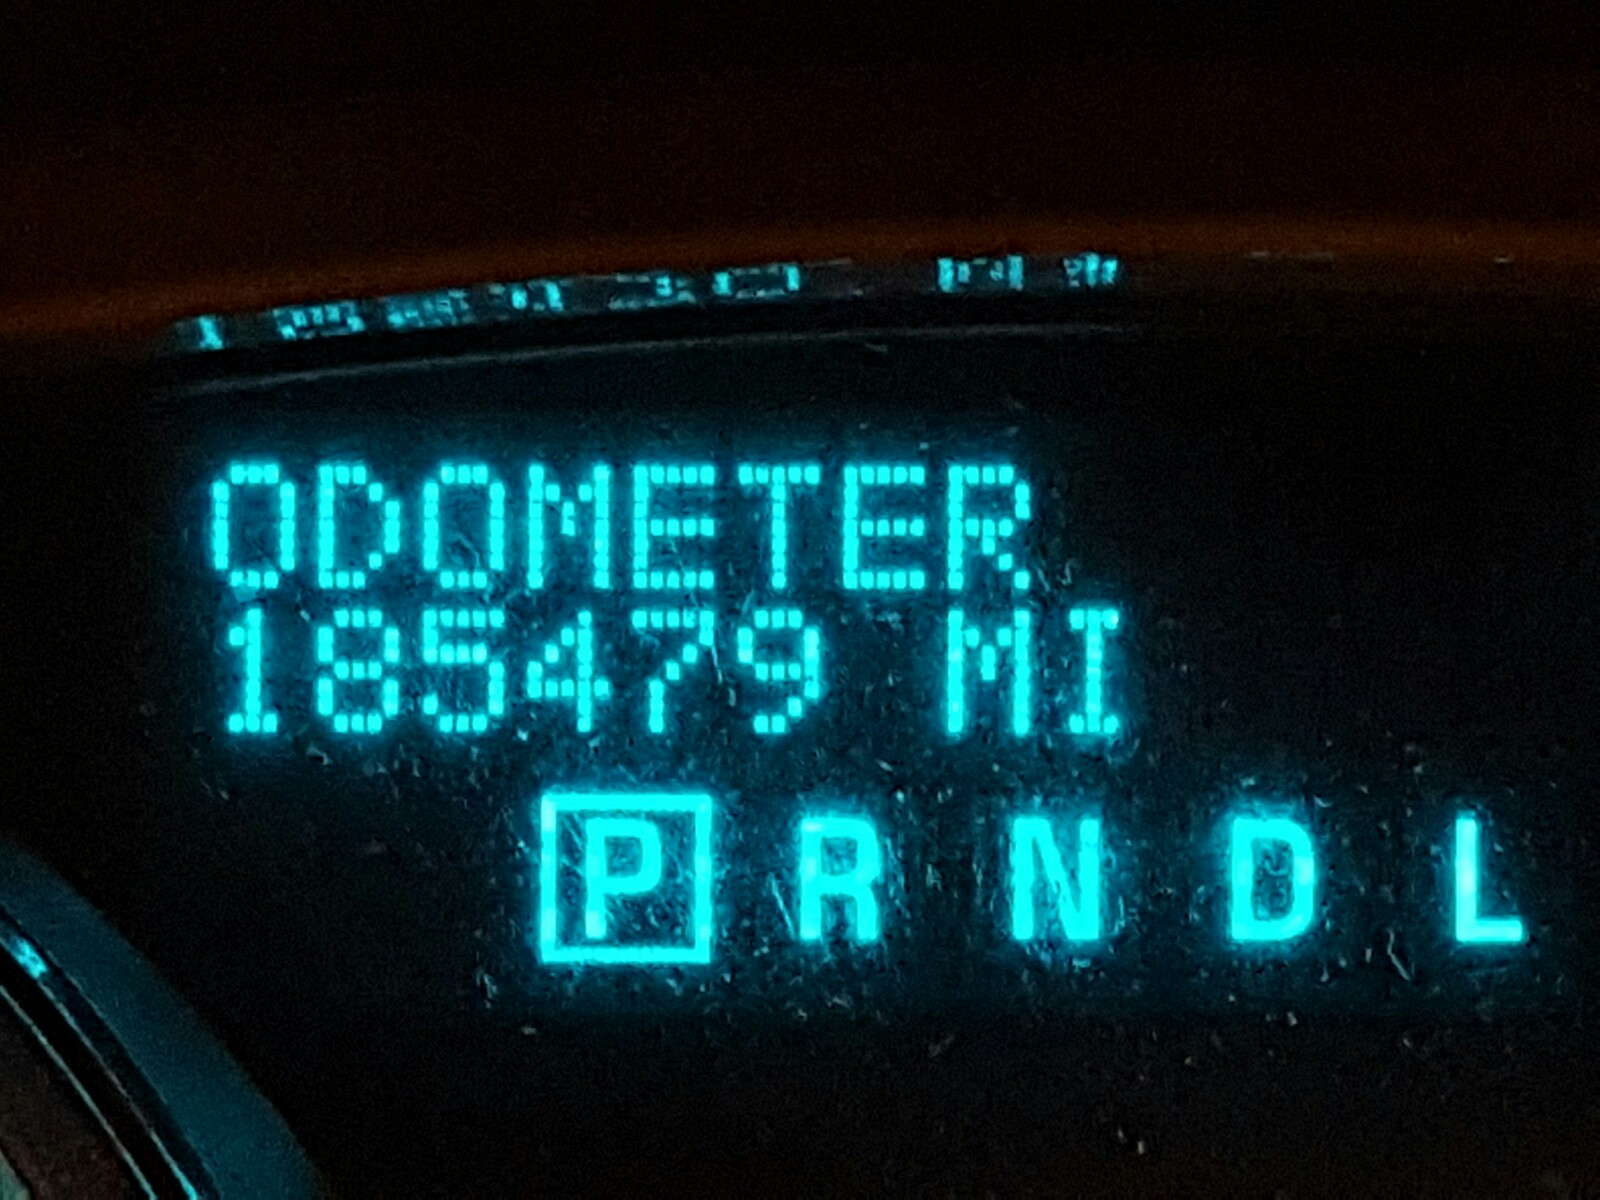 ODOMETER
185479 MI
P R N D L